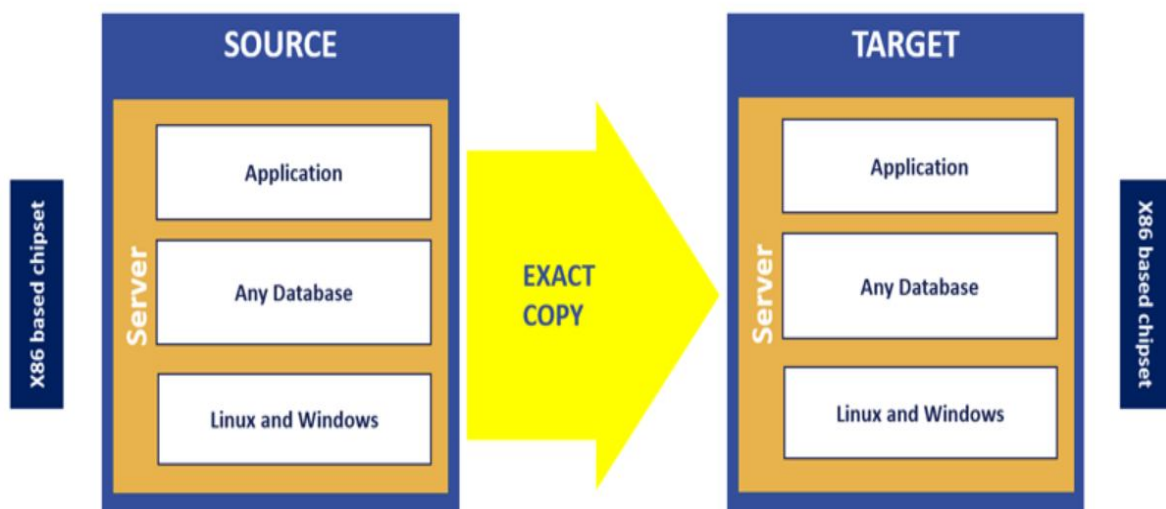 SOURCE
X86 based chipset
Server
Application
Any Database
Linux and Windows
EXACT
COPY
TARGET
Server
Application
Any Database
Linux and Windows
X86 based chipset